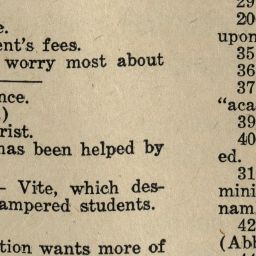 e.
ent's fees.
worry most about
nce.
.)
rist.
has been helped by
– Vite, which des-
ampered students.
tion wants more of
29
20
upon
35
36
37
"aca
39
40
ed.
31
mini
nam
42
(Abb